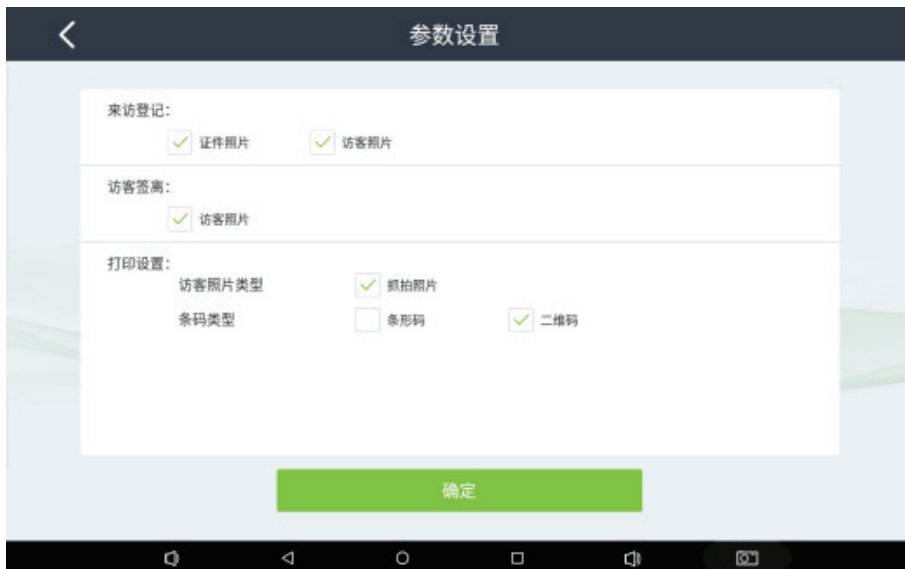 参数设置
来访登记：
证件照片 访客照片
访客签离：
访客照片
打印设置：
访客照片类型 抓拍照片
条码类型 条形码 二维码
确定